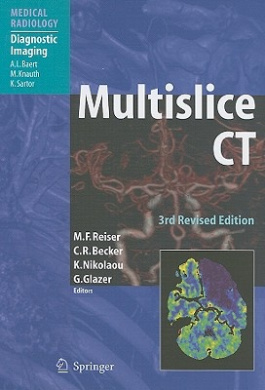 MEDICAL RADIOLOGY
Diagnostic
Imaging
A.L.Baert
M.Knauth
K.Sartor
Multislice
CT
3rd Revised Edition
M.F.Reiser
C.R.Becker
K.Nikolaou
G.Glazer
Editors
Springer